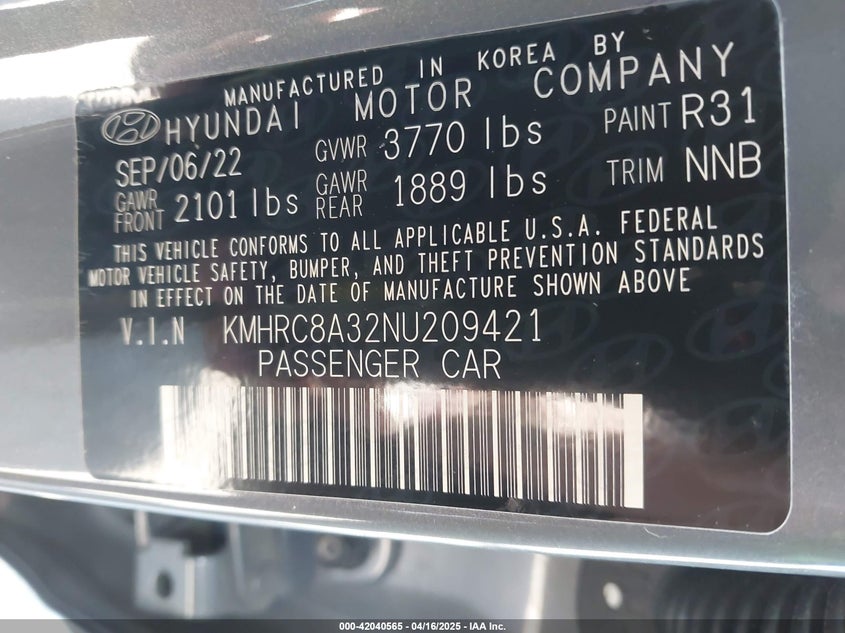 MANUFACTURED IN KOREA BY
HYUNDAI MOTOR COMPANY
SEP/06/22 GVWR 3770 lbs PAINT R31
GAWR FRONT 2101 lbs GAWR REAR 1889 lbs TRIM NNB
THIS VEHICLE CONFORMS TO ALL APPLICABLE U.S.A. FEDERAL
MOTOR VEHICLE SAFETY, BUMPER, AND THEFT PREVENTION STANDARDS
IN EFFECT ON THE DATE OF MANUFACTURE SHOWN ABOVE
V.I.N KMHRC8A32NU209421
PASSENGER CAR
000-42040565 - 04/16/2025 - IAA Inc.